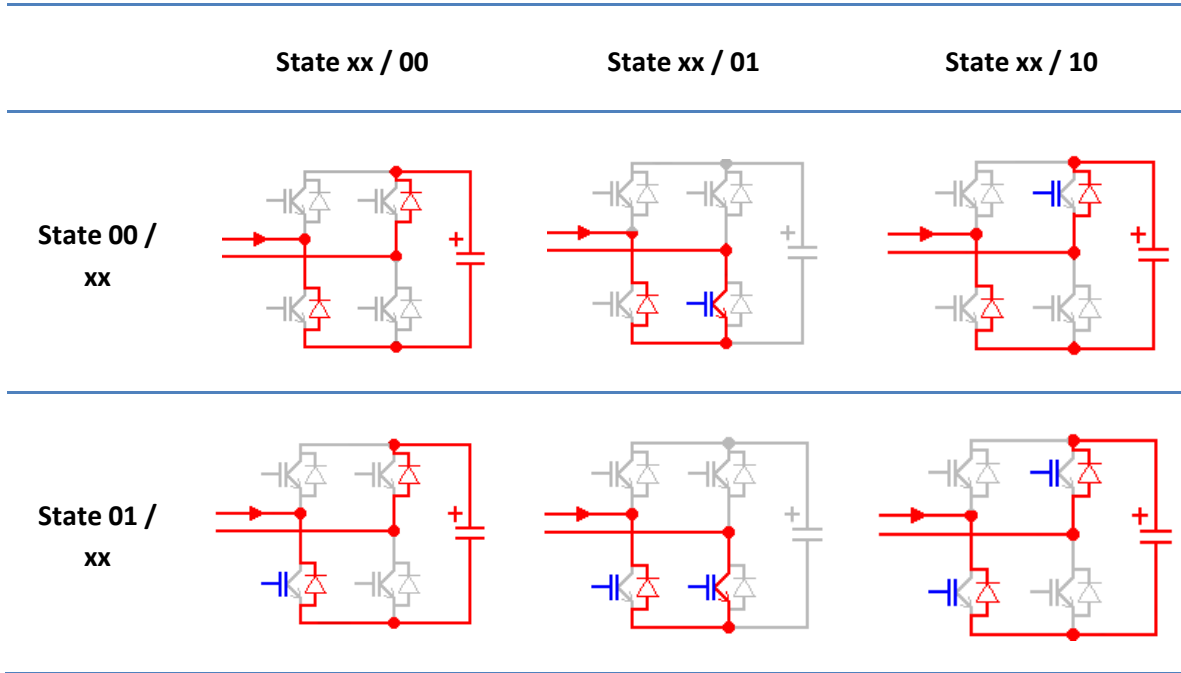 State xx / 00
State xx / 01
State xx / 10
State 00 /
xx
+
+
+
State 01 /
xx
+
+
+